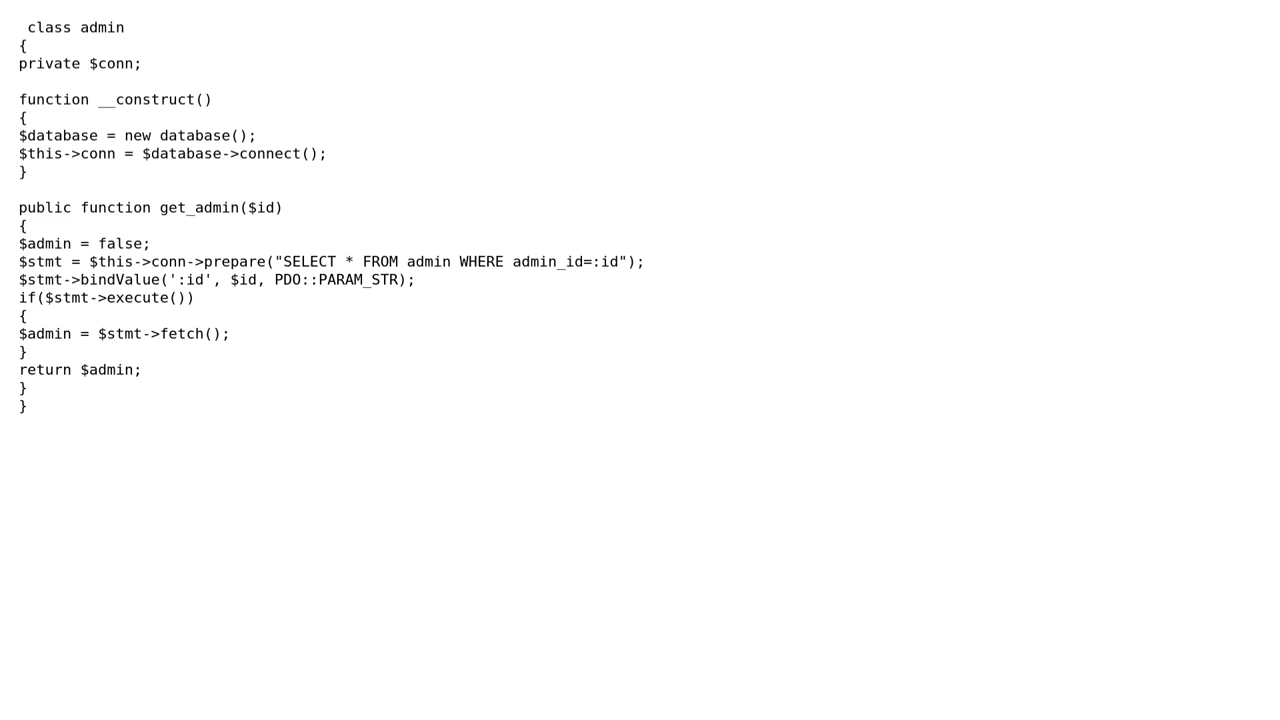 class admin
{
private $conn;

function __construct()
{
$database = new database();
$this->conn = $database->connect();
}

public function get_admin($id)
{
$admin = false;
$stmt = $this->conn->prepare("SELECT * FROM admin WHERE admin_id=:id");
$stmt->bindValue(':id', $id, PDO::PARAM_STR);
if($stmt->execute())
{
$admin = $stmt->fetch();
}
return $admin;
}
}